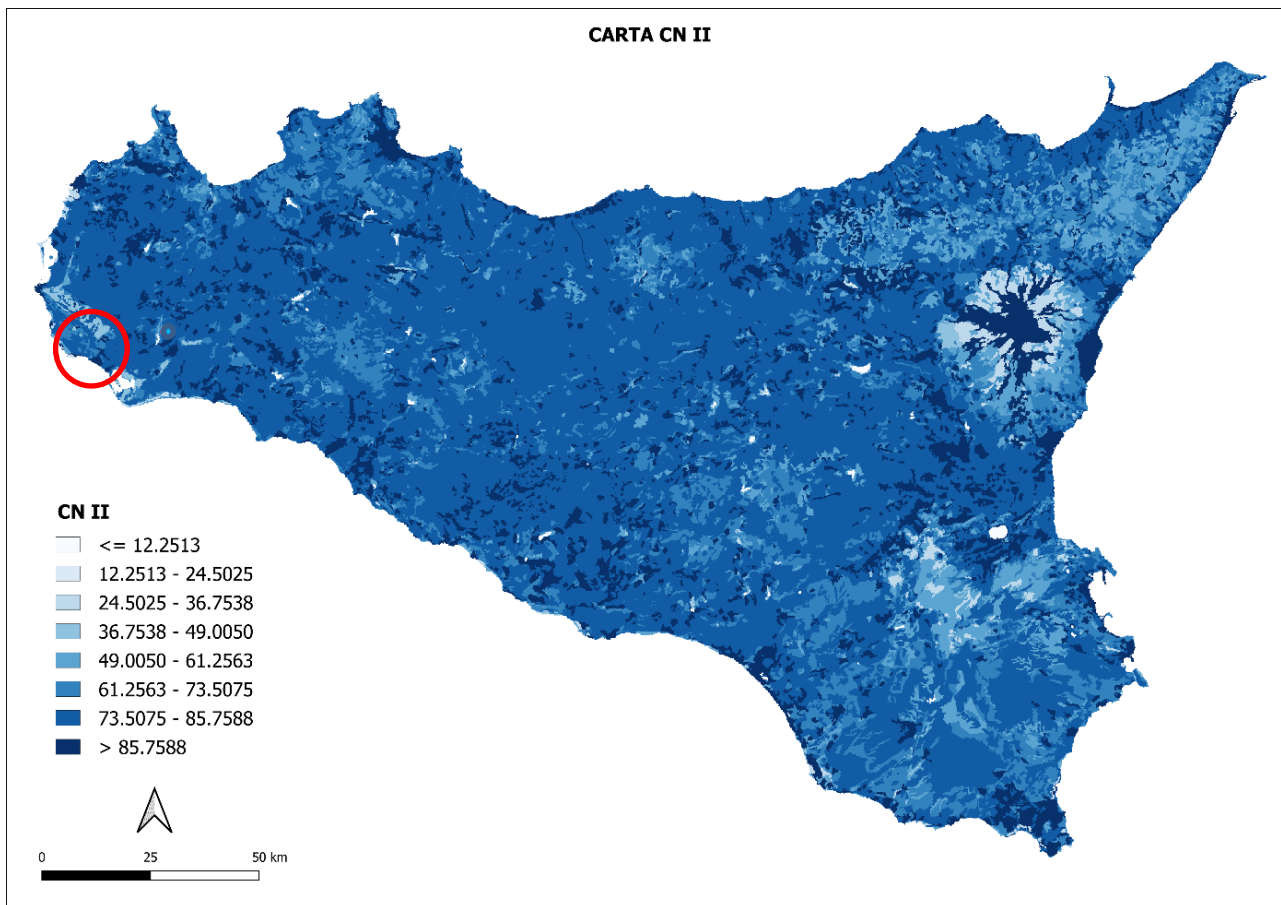 CARTA CN II
CN II
<= 12.2513
12.2513 - 24.5025
24.5025 - 36.7538
36.7538 - 49.0050
49.0050 - 61.2563
61.2563 - 73.5075
73.5075 - 85.7588
> 85.7588
0 25 50 km